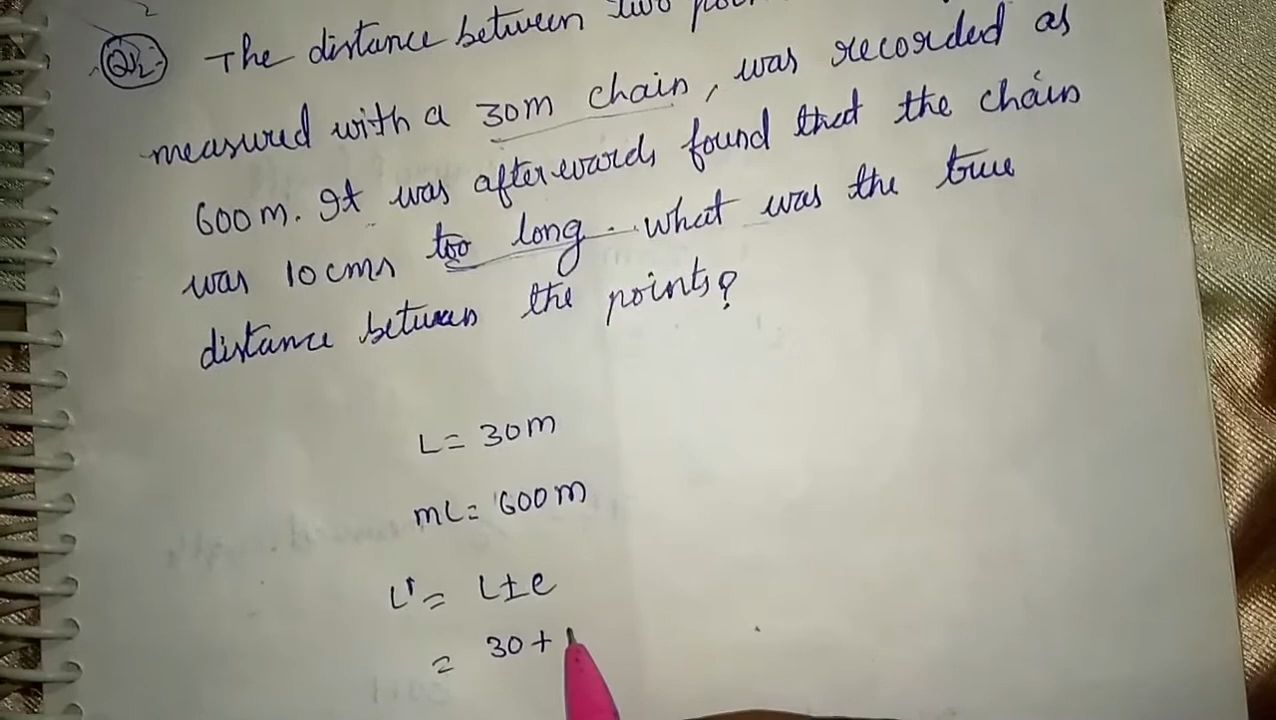 Q2. The distance between two
measured with a 30m chain, was recorded as
600m. It was afterwards found that the chain
was 10cms too long. what was the true
distance between the points?
L = 30m
ML = 600m
L' = L±e
= 30+